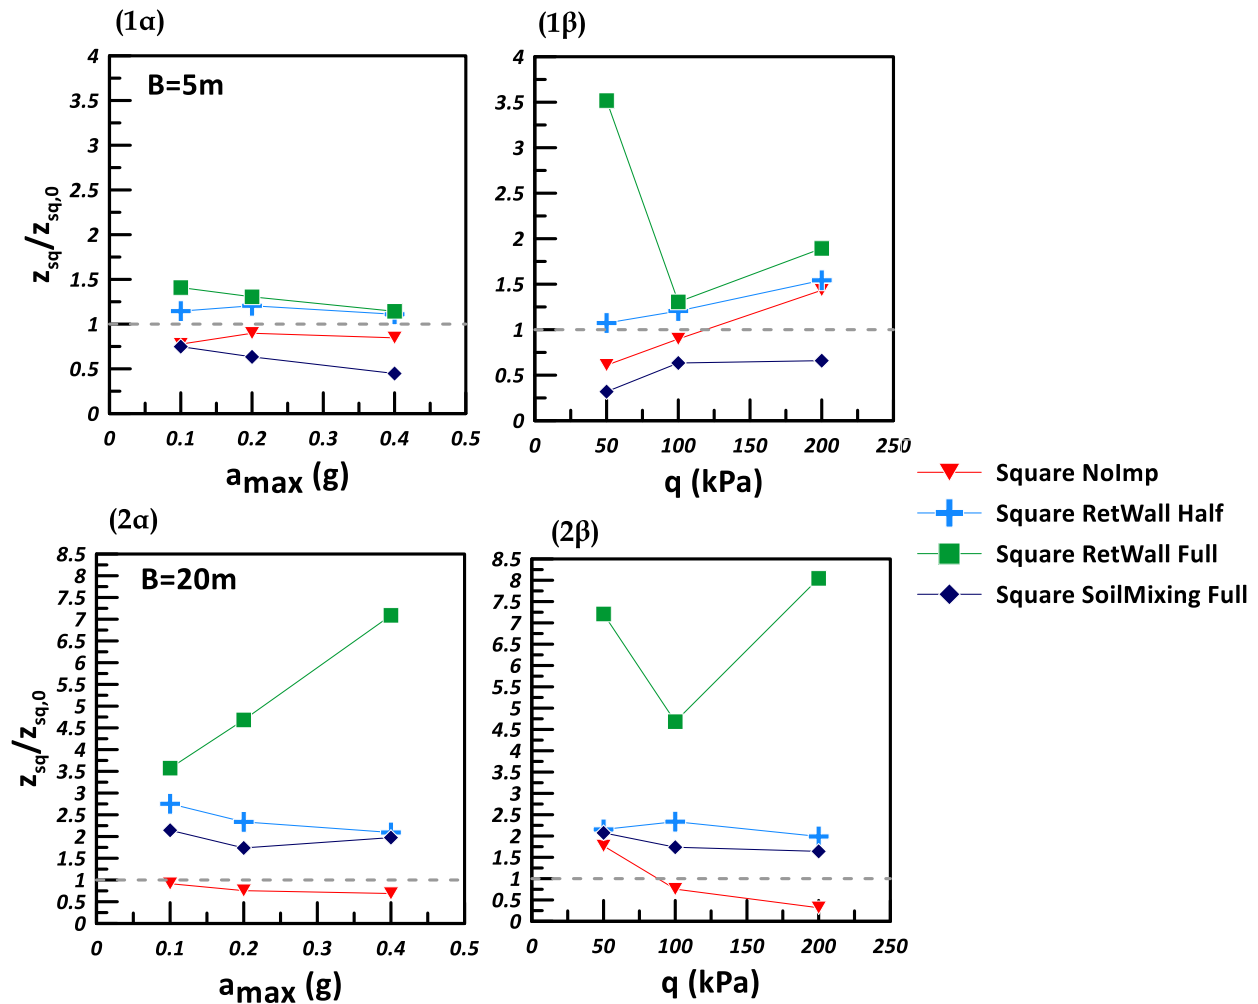 (1α)
B=5m
4
3.5
3
2.5
2
1.5
1
0.5
0
z_sq/z_sq,0
0 0.1 0.2 0.3 0.4 0.5
a_max (g)
(1β)
4
3.5
3
2.5
2
1.5
1
0.5
0
0 50 100 150 200 250
q (kPa)
Square NoImp
Square RetWall Half
Square RetWall Full
Square SoilMixing Full
(2α)
B=20m
8.5
8
7.5
7
6.5
6
5.5
5
4.5
4
3.5
3
2.5
2
1.5
1
0.5
0
z_sq/z_sq,0
0 0.1 0.2 0.3 0.4 0.5
a_max (g)
(2β)
8.5
8
7.5
7
6.5
6
5.5
5
4.5
4
3.5
3
2.5
2
1.5
1
0.5
0
0 50 100 150 200 250
q (kPa)